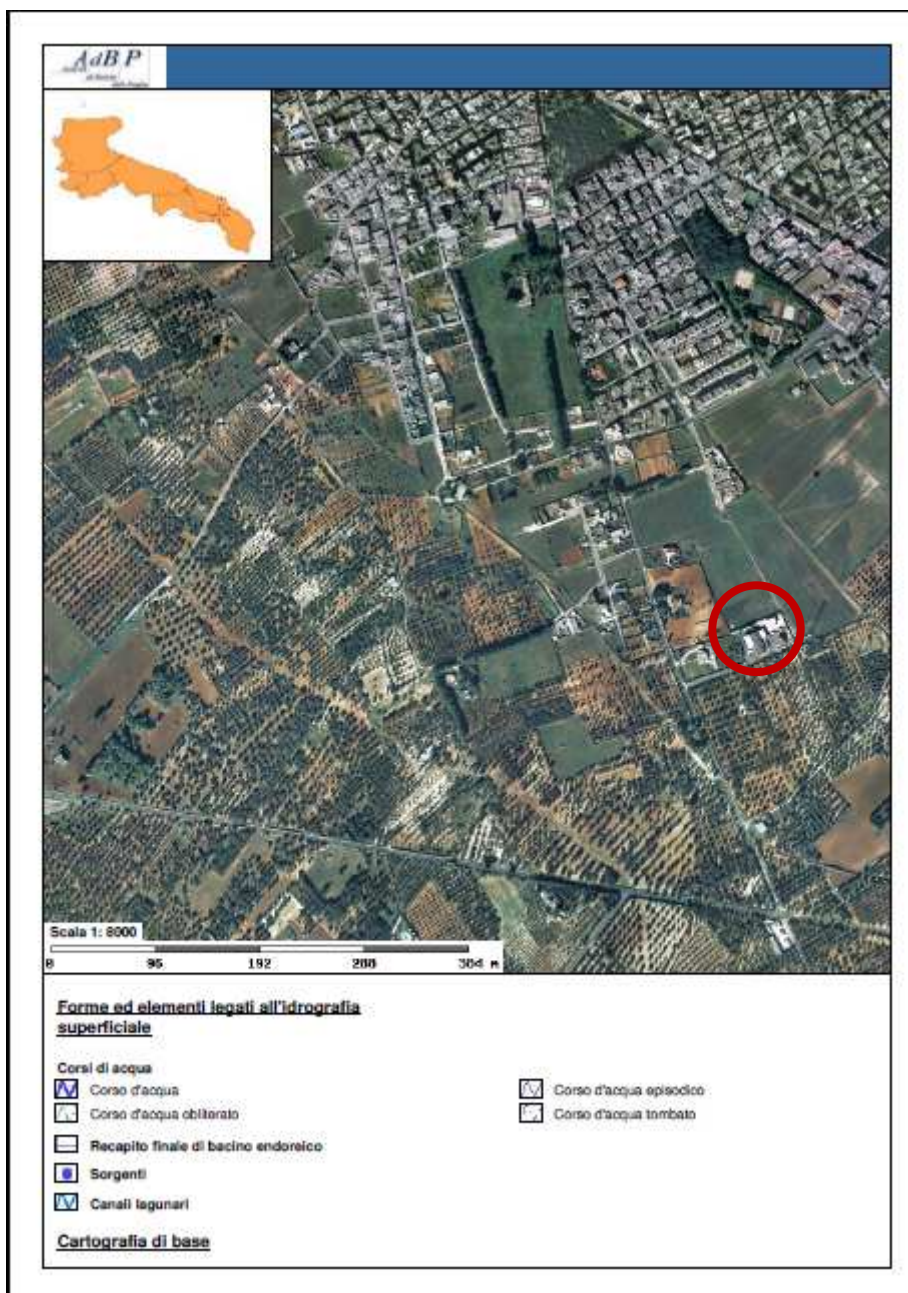 AdB P
Scala 1: 8000
0 96 192 288 384 m
Forme ed elementi legati all'idrografia
superficiale
Corsi di acqua
Corso d'acqua
Corso d'acqua episodico
Corso d'acqua obliterato
Corso d'acqua tombato
Recapito finale di bacino endoreico
Sorgenti
Canali lagunari
Cartografia di base